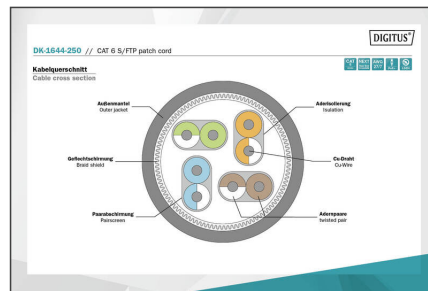 DIGITUS®
DK-1644-250 // CAT 6 S/FTP patch cord
Kabelquerschnitt
Cable cross section
Außenmantel
Outer jacket
Aderisolierung
Isulation
Geflechtschirmung
Braid shield
Cu-Draht
Cu-Wire
Paarabschirmung
Pairscreen
Aderpaare
twisted pair